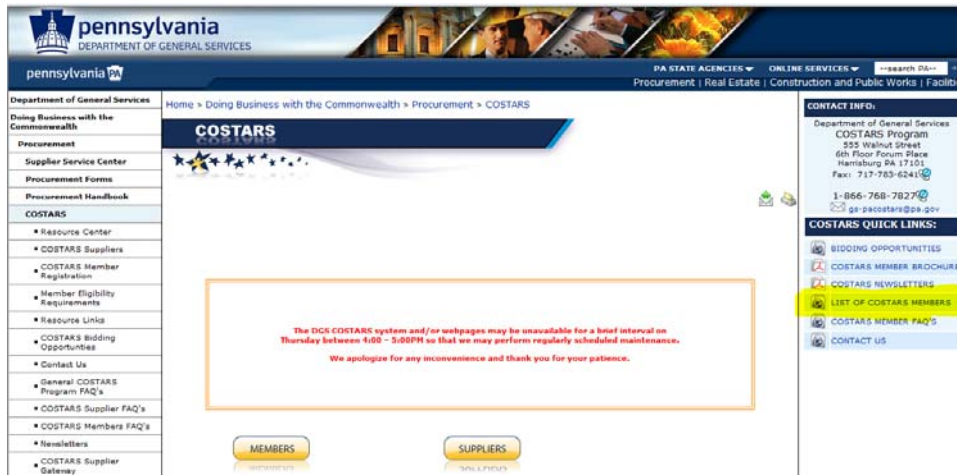 pennsylvania
DEPARTMENT OF GENERAL SERVICES
pennsylvania PA
PA STATE AGENCIES ONLINE SERVICES --search PA--
Procurement | Real Estate | Construction and Public Works | Faciliti
Department of General Services
Doing Business with the
Commonwealth
Procurement
Supplier Service Center
Procurement Forms
Procurement Handbook
COSTARS
Resource Center
COSTARS Suppliers
COSTARS Member
Registration
Member Eligibility
Requirements
Resource Links
COSTARS Bidding
Opportunties
Contact Us
General COSTARS
Program FAQ's
COSTARS Supplier FAQ's
COSTARS Members FAQ's
Newsletters
COSTARS Supplier
Gateway
Home > Doing Business with the Commonwealth > Procurement > COSTARS
COSTARS
The DGS COSTARS system and/or webpages may be unavailable for a brief interval on
Thursday between 4:00 – 5:00PM so that we may perform regularly scheduled maintenance.
We apologize for any inconvenience and thank you for your patience.
MEMBERS
SUPPLIERS
CONTACT INFO:
Department of General Services
COSTARS Program
555 Walnut Street
6th Floor Forum Place
Harrisburg PA 17101
Fax: 717-783-6241
1-866-768-7827
gs-pacostars@pa.gov
COSTARS QUICK LINKS:
BIDDING OPPORTUNITIES
COSTARS MEMBER BROCHURE
COSTARS NEWSLETTERS
LIST OF COSTARS MEMBERS
COSTARS MEMBER FAQ'S
CONTACT US